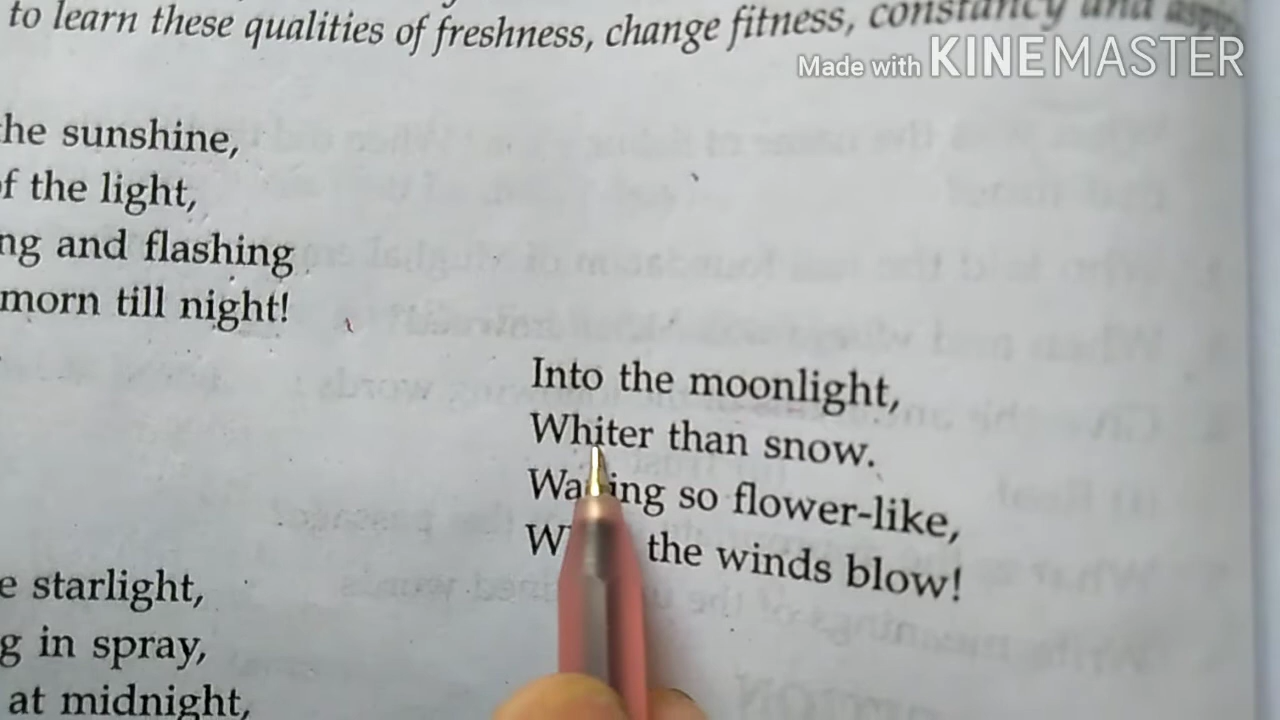 to learn these qualities of freshness, change fitness, constancy and
Made with KINEMASTER
he sunshine,
f the light,
ng and flashing
morn till night!
Into the moonlight,
Whiter than snow.
so flower-like,
the winds blow!
e starlight,
g in spray,
at midnight,